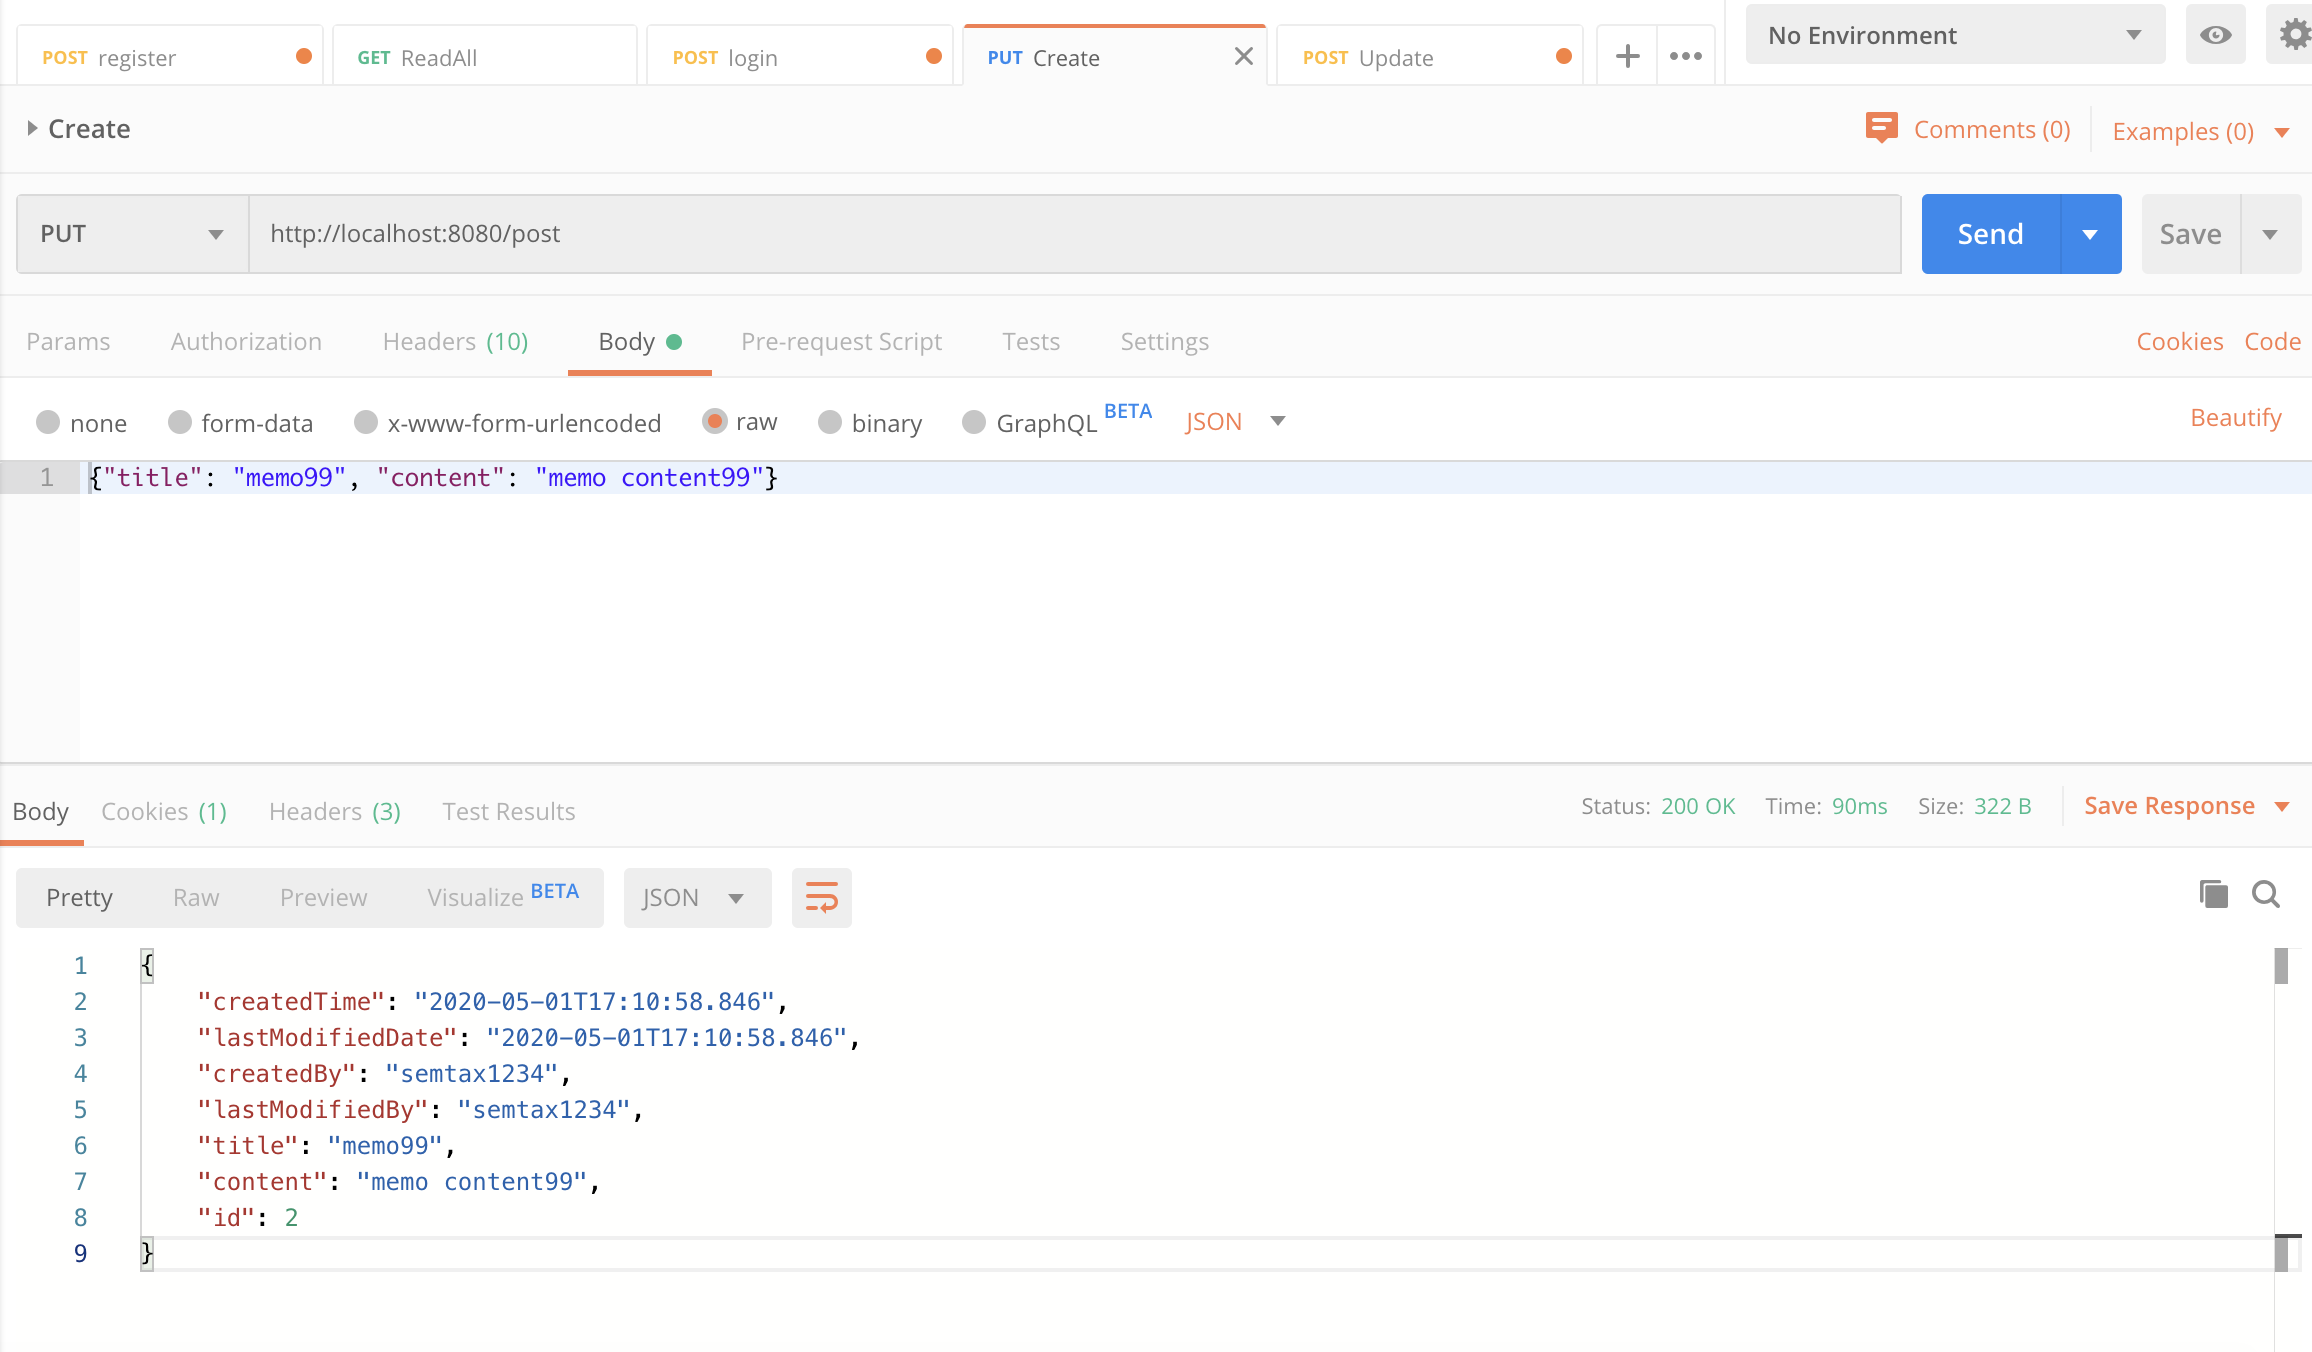 POST register GET ReadAll POST login PUT Create POST Update No Environment
Create Comments (0) Examples (0)
PUT http://localhost:8080/post Send Save
Params Authorization Headers (10) Body Pre-request Script Tests Settings Cookies Code
none form-data x-www-form-urlencoded raw binary GraphQL BETA JSON Beautify
1 {"title": "memo99", "content": "memo content99"}
Body Cookies (1) Headers (3) Test Results Status: 200 OK Time: 90ms Size: 322 B Save Response
Pretty Raw Preview Visualize BETA JSON
1 {
2 "createdTime": "2020-05-01T17:10:58.846",
3 "lastModifiedDate": "2020-05-01T17:10:58.846",
4 "createdBy": "semtax1234",
5 "lastModifiedBy": "semtax1234",
6 "title": "memo99",
7 "content": "memo content99",
8 "id": 2
9 }